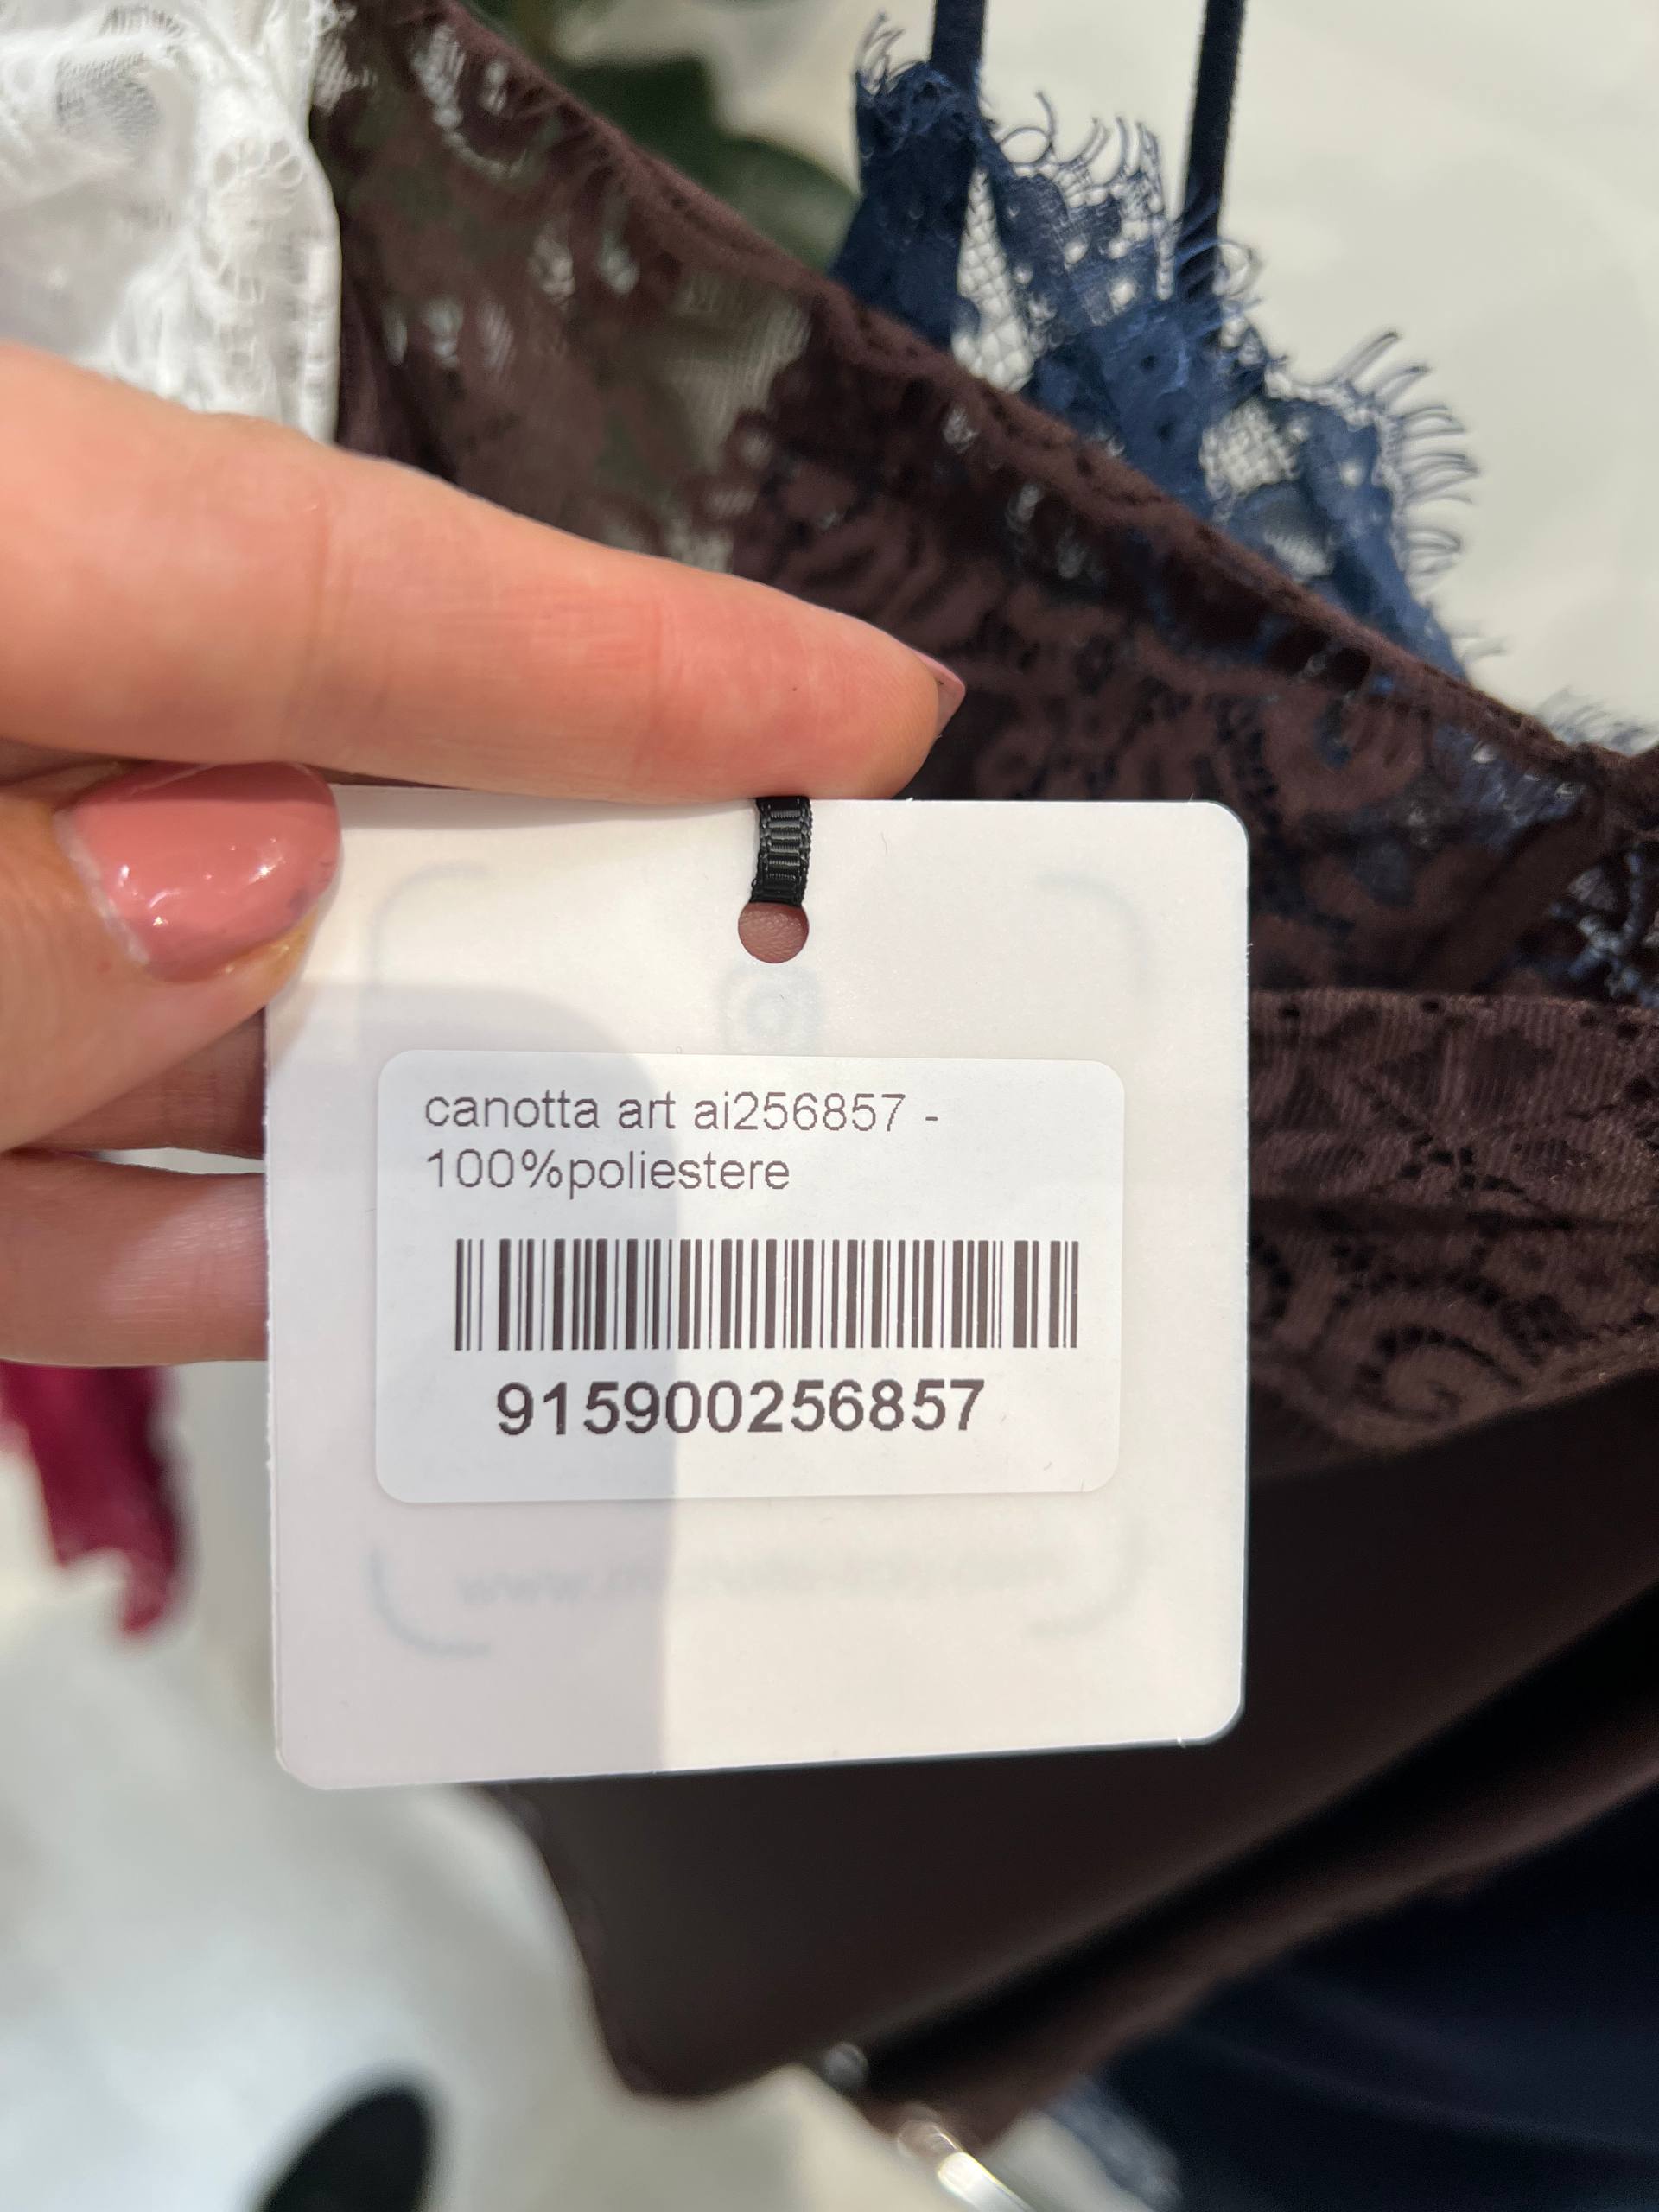 canotta art ai256857 -
100%poliestere
915900256857